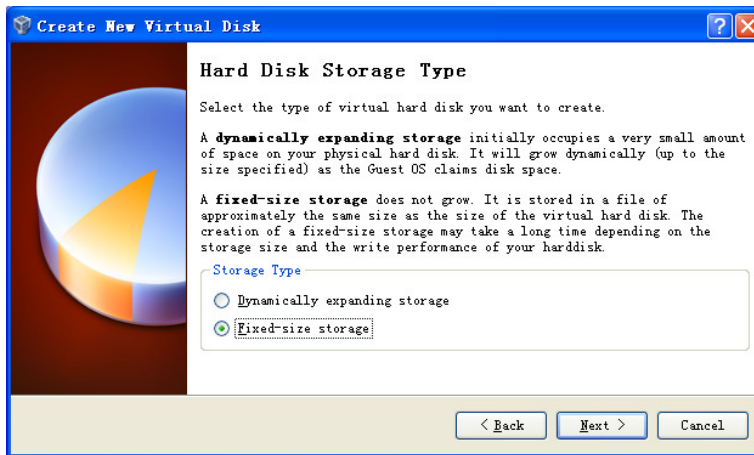 Create New Virtual Disk
Hard Disk Storage Type
Select the type of virtual hard disk you want to create.
A dynamically expanding storage initially occupies a very small amount
of space on your physical hard disk. It will grow dynamically (up to the
size specified) as the Guest OS claims disk space.
A fixed-size storage does not grow. It is stored in a file of
approximately the same size as the size of the virtual hard disk. The
creation of a fixed-size storage may take a long time depending on the
storage size and the write performance of your harddisk.
Storage Type
Dynamically expanding storage
Fixed-size storage
< Back
Next >
Cancel